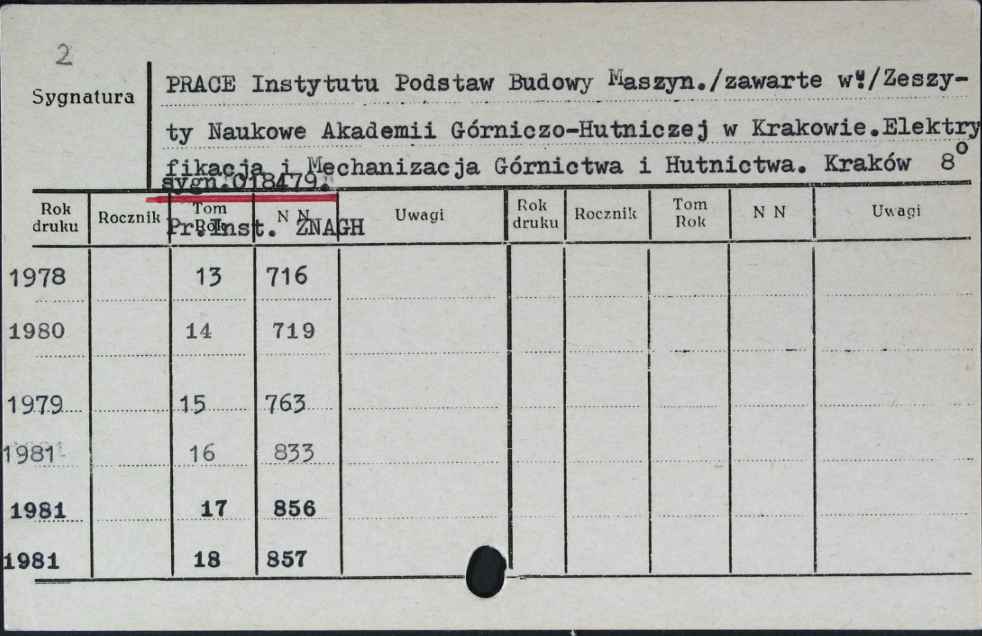 2
Sygnatura
PRACE Instytutu Podstaw Budowy Maszyn./zawarte w:/Zeszy-
ty Naukowe Akademii Górniczo-Hutniczej w Krakowie.Elektry
fikacja i Mechanizacja Górnictwa i Hutnictwa. Kraków 8°
sygn.018479.
Rok druku Rocznik Tom Rok N N Uwagi Rok druku Rocznik Tom Rok N N Uwagi
Pr.Inst. ZNAGH
1978 13 716
1980 14 719
1979 15 763
1981 16 833
1981 17 856
1981 18 857